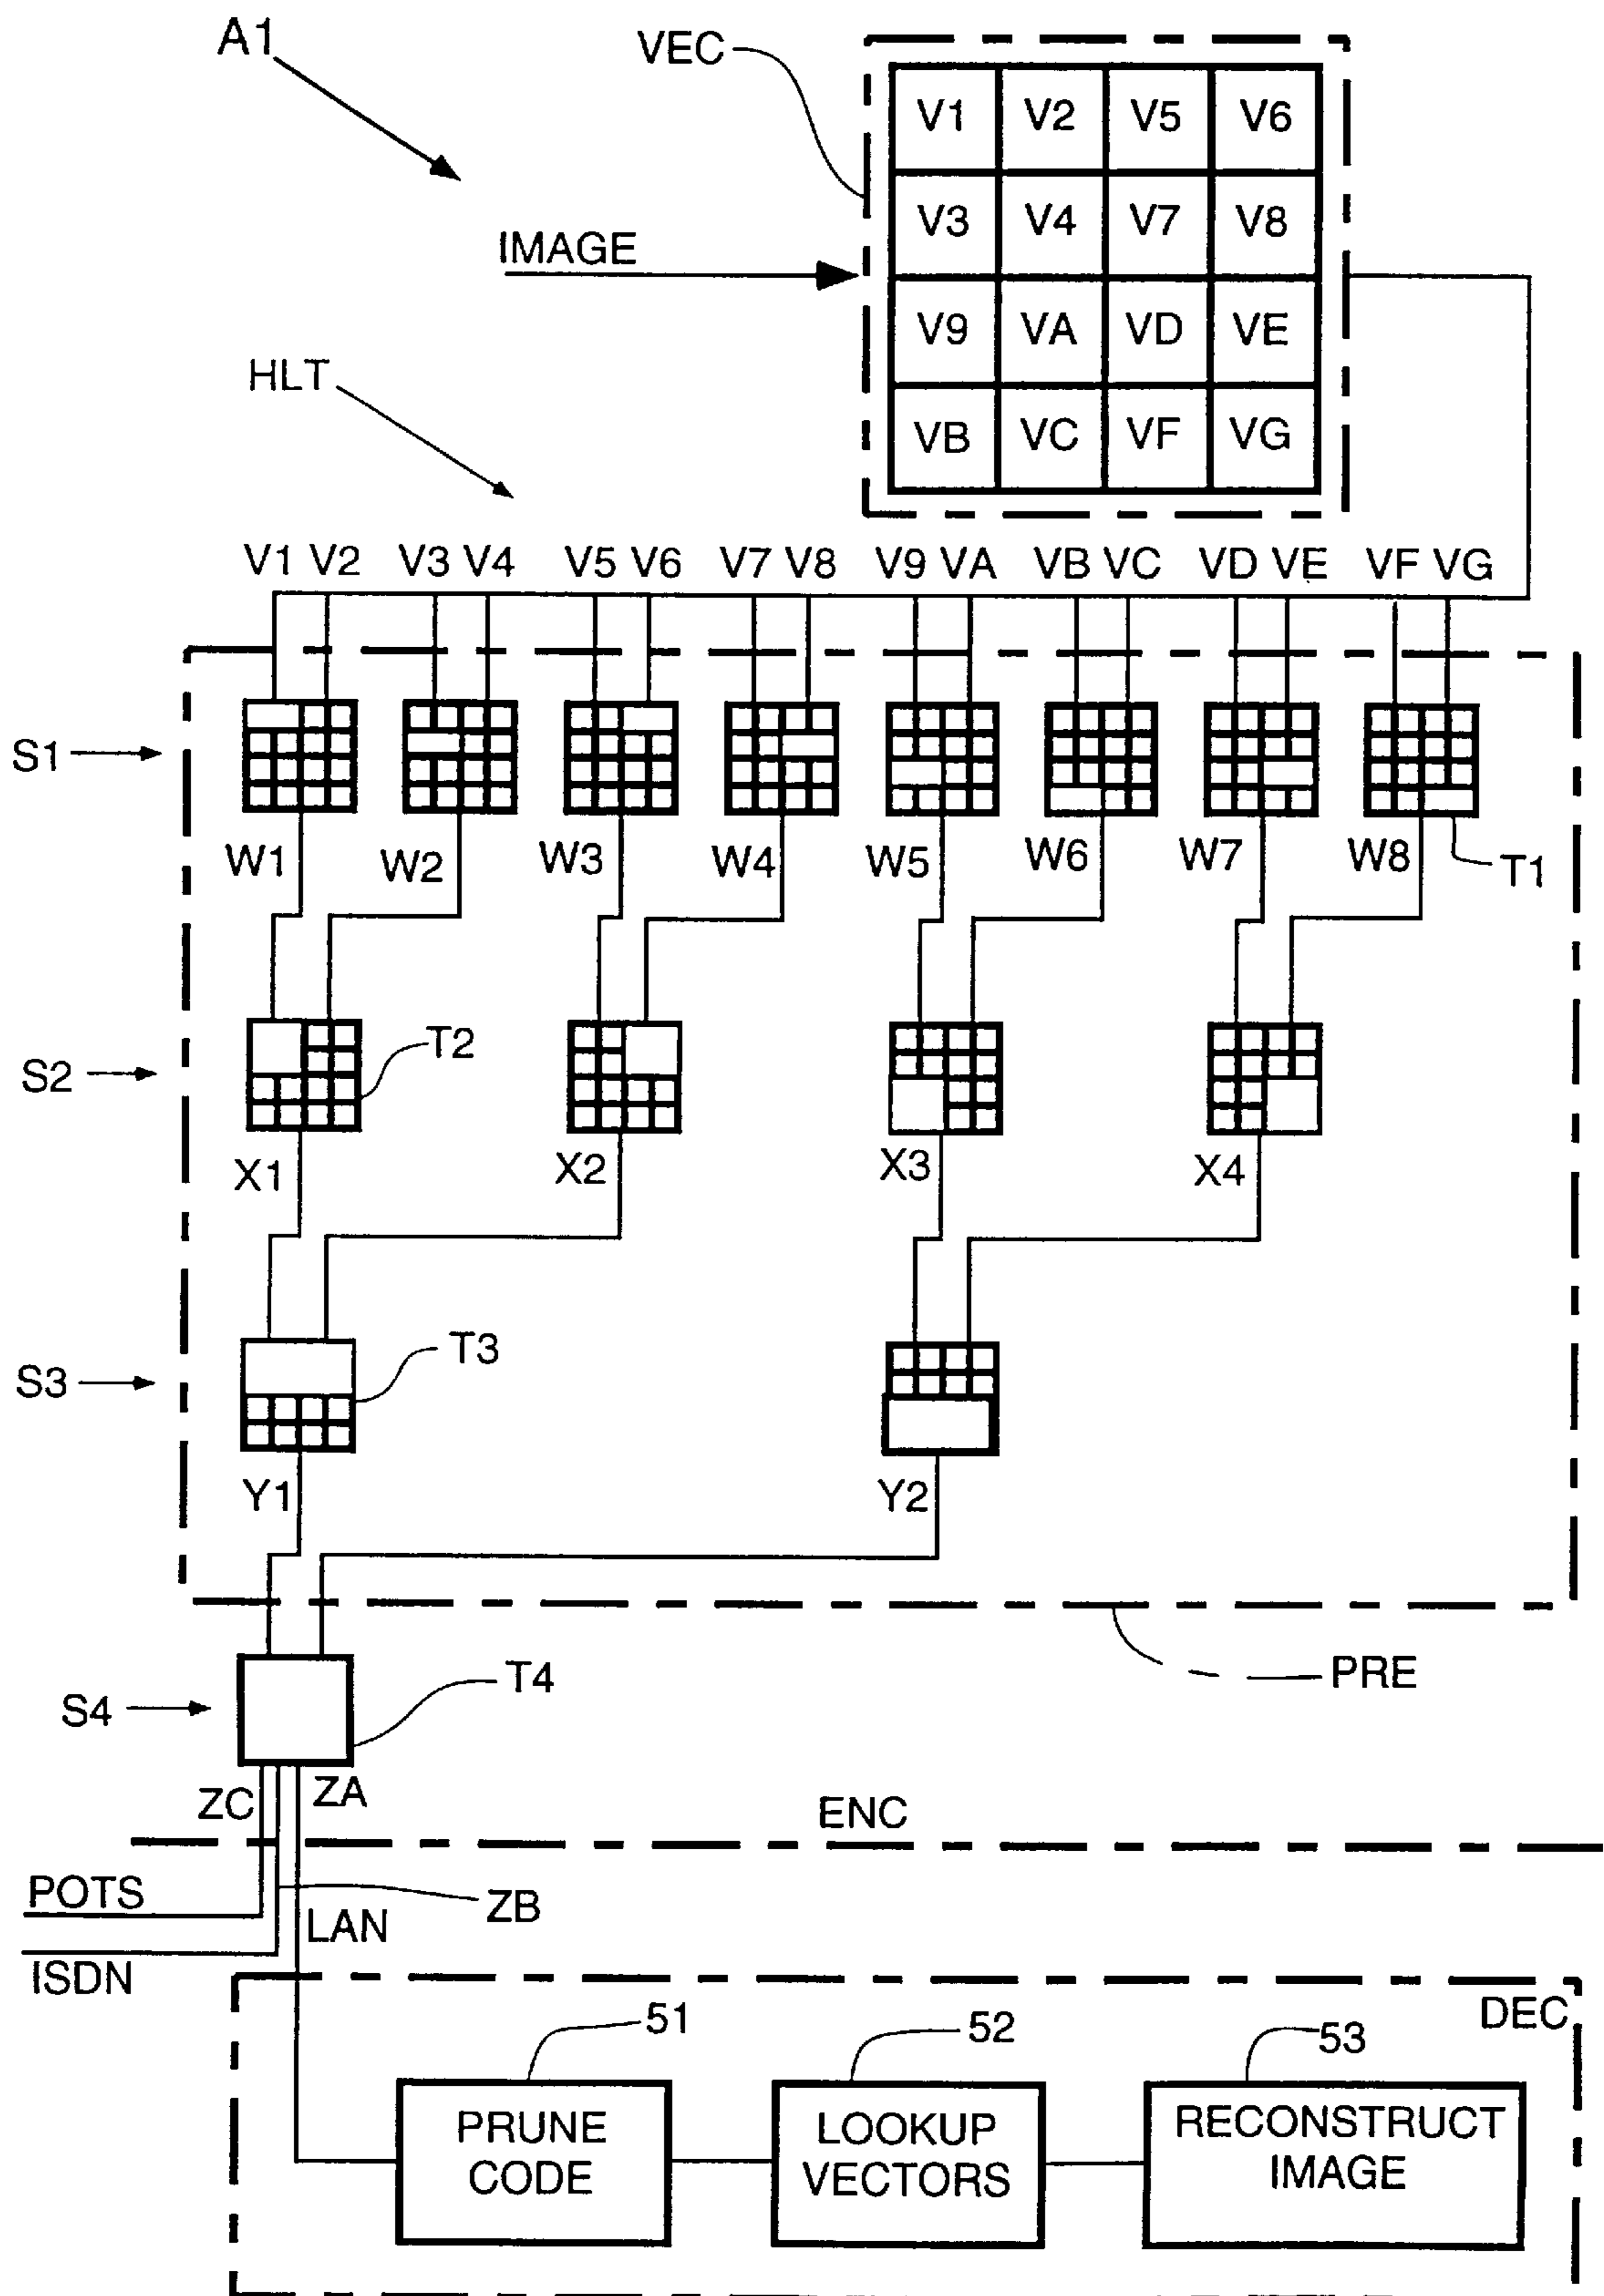 A1
VEC
V1 V2 V5 V6
V3 V4 V7 V8
IMAGE
V9 VA VD VE
HLT
VB VC VF VG
V1 V2 V3 V4 V5 V6 V7 V8 V9 VA VB VC VD VE VF VG
S1
W1 W2 W3 W4 W5 W6 W7 W8 T1
S2
T2
X1 X2 X3 X4
S3
T3
Y1 Y2
PRE
S4
T4
ZC ZA
ENC
POTS
ZB
LAN
ISDN
DEC
51 52 53
PRUNE CODE
LOOKUP VECTORS
RECONSTRUCT IMAGE